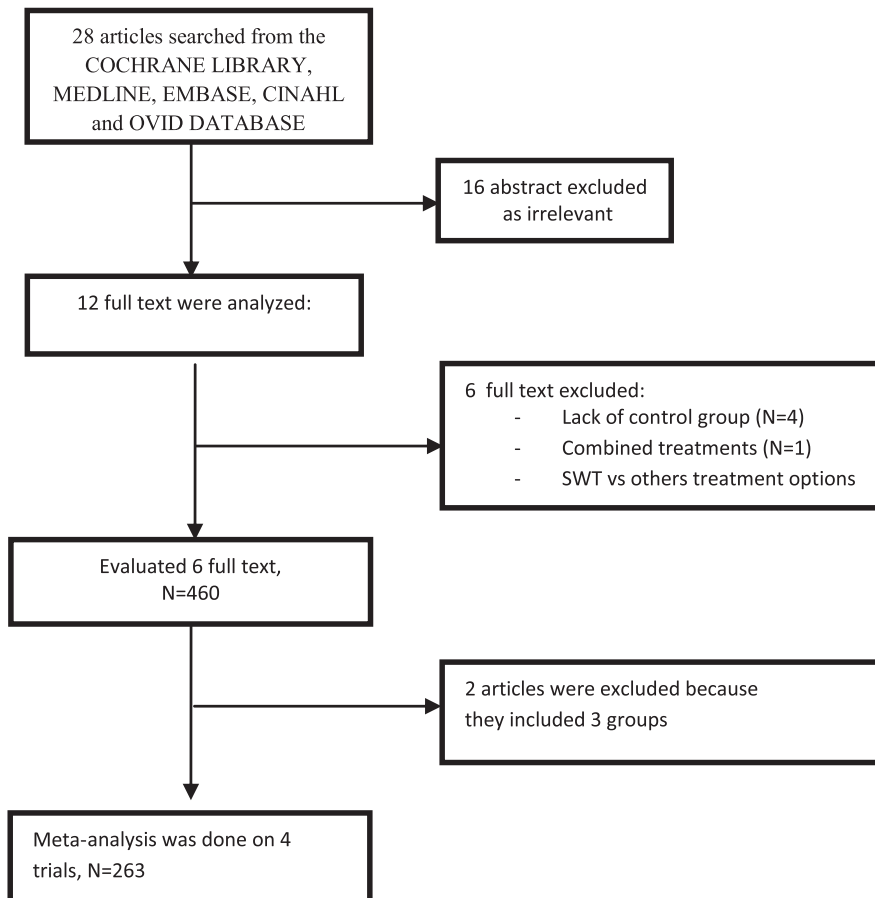 28 articles searched from the
COCHRANE LIBRARY,
MEDLINE, EMBASE, CINAHL
and OVID DATABASE
16 abstract excluded
as irrelevant
12 full text were analyzed:
6 full text excluded:
- Lack of control group (N=4)
- Combined treatments (N=1)
- SWT vs others treatment options
Evaluated 6 full text,
N=460
2 articles were excluded because
they included 3 groups
Meta-analysis was done on 4
trials, N=263